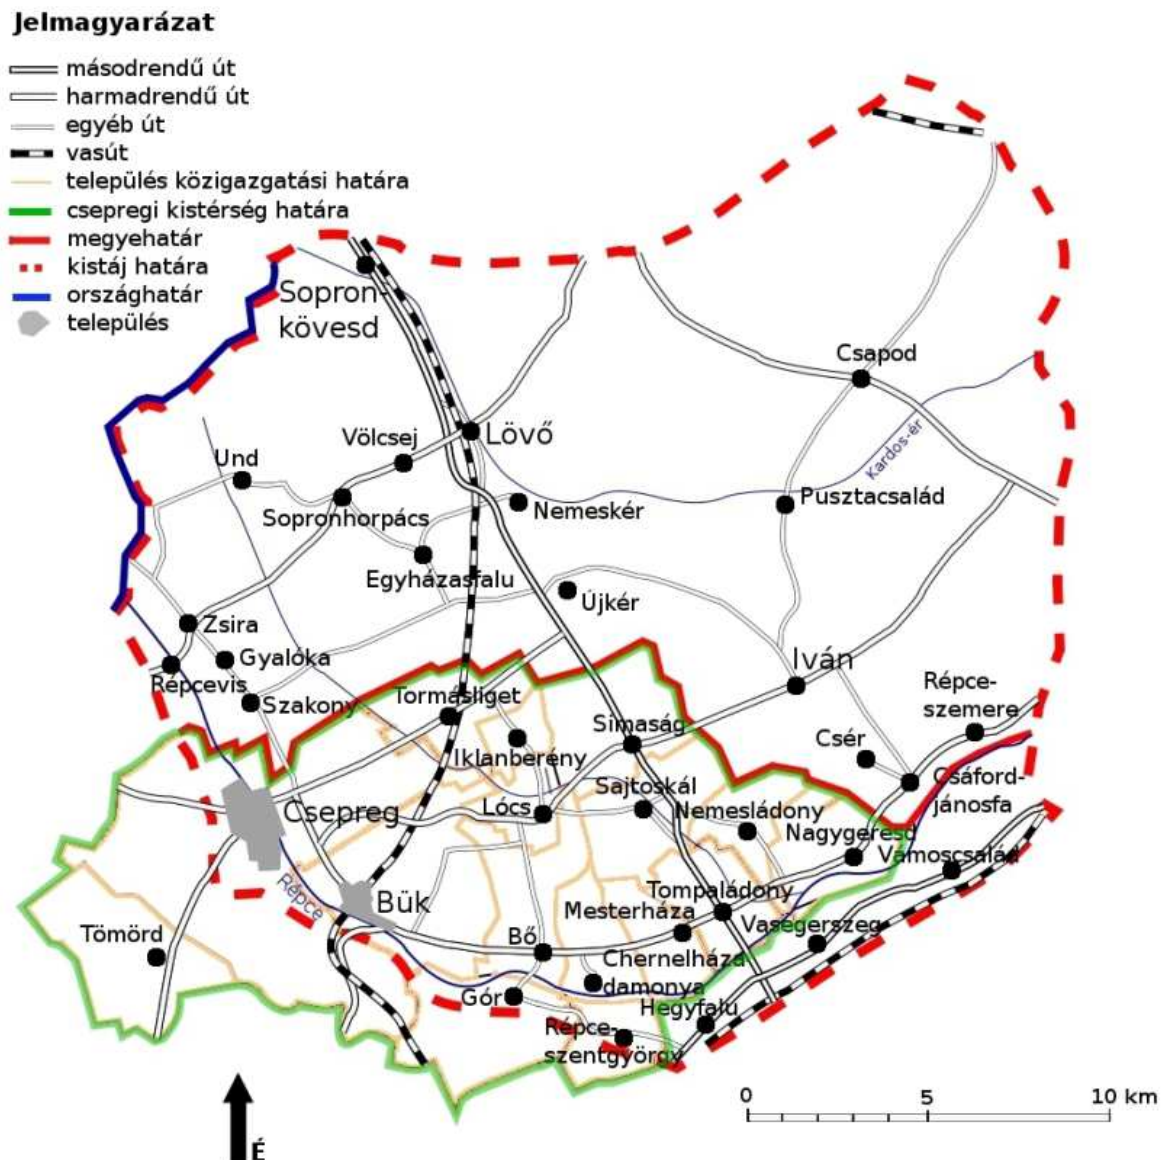 Jelmagyarázat
másodrendű út
harmadrendű út
egyéb út
vasút
település közigazgatási határa
csepregi kistérség határa
megyehatár
kistáj határa
országhatár
település
Sopron-
kövesd
Csapod
Lövő
Völcsej
Und
Kardos-ér
Pusztacsalád
Sopronhorpács
Nemeskér
Egyházasfalu
Újkér
Zsira
Gyalóka
Iván
Répcevis
Szakony
Tormásliget
Répce-
szemere
Simaság
Csér
Iklanberény
Csáford-
jánosfa
Sajtoskál
Lócs
Csepreg
Nemesládony
Nagygeresd
Vámoscsalád
Répce
Bük
Tompaládony
Mesterháza
Vasegerszeg
Tömörd
Bő
Chernelháza
damonya
Gór
Hegyfalu
Répce-
szentgyörgy
0 5 10 km
É